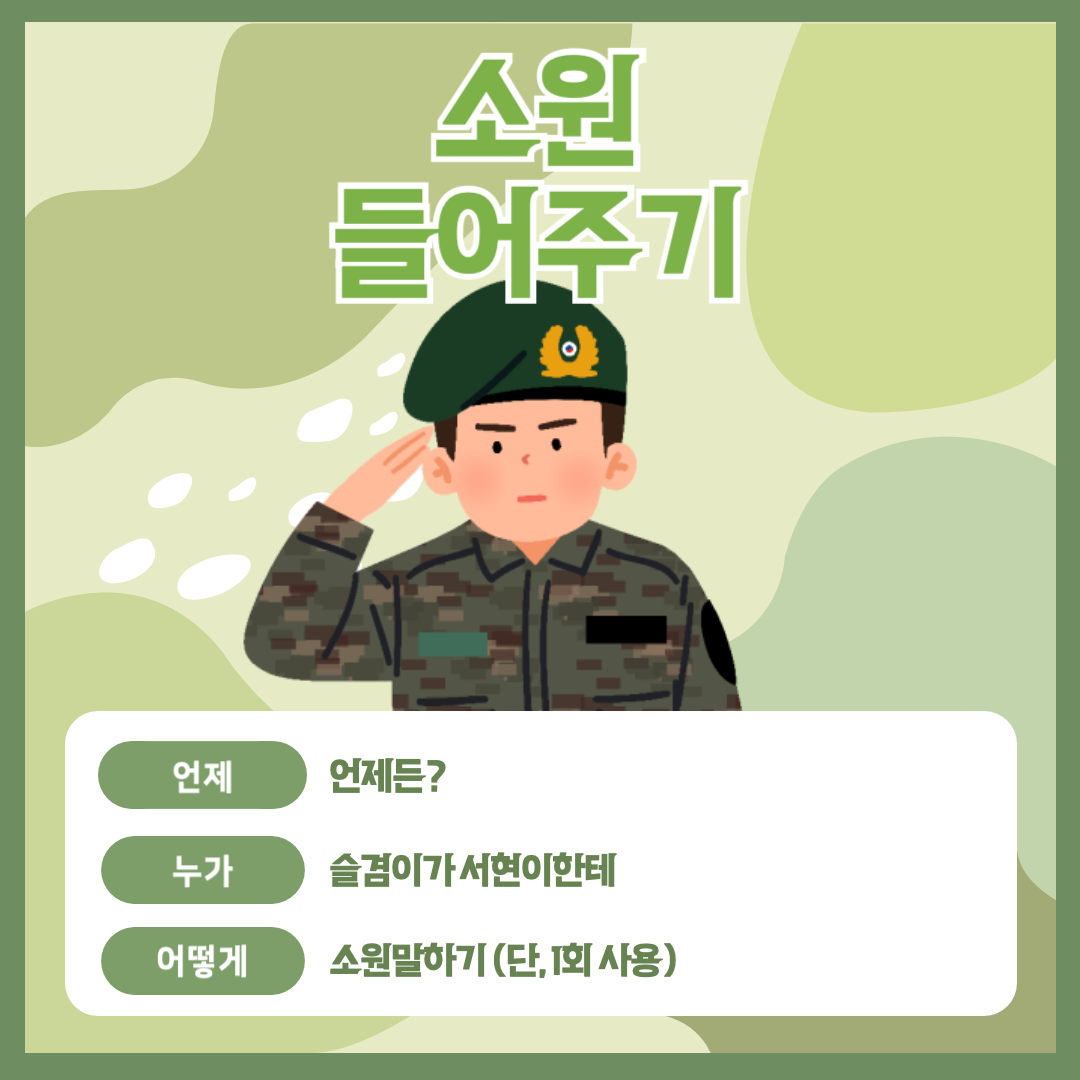 소원
들어주기
언제
언제든?
누가
슬겸이가 서현이한테
어떻게
소원말하기 (단, 1회 사용)